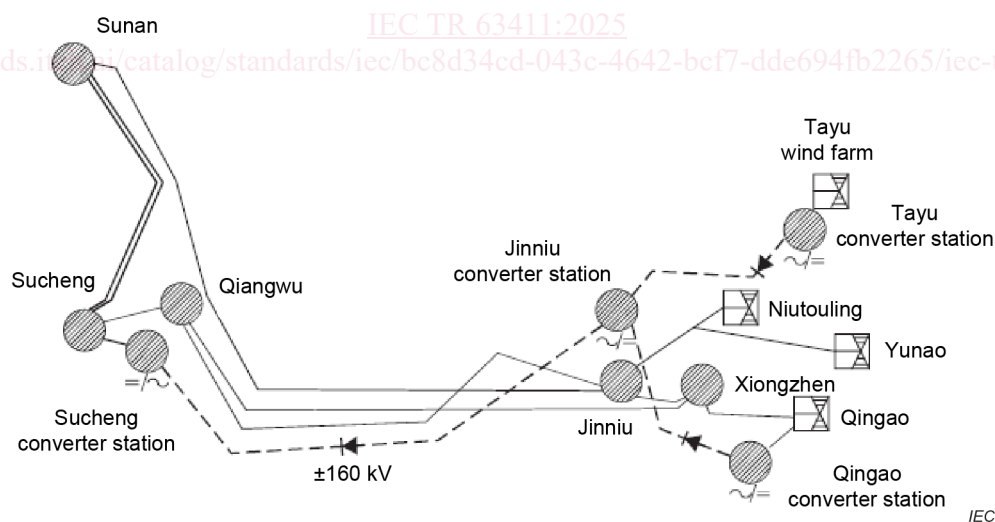 IEC TR 63411:2025
ds.iteh.ai/catalog/standards/iec/bc8d34cd-043c-4642-bcf7-dde694fb2265/iec-t
Sunan
Tayu
wind farm
Tayu
converter station
Jinniu
converter station
Sucheng
Qiangwu
Niutouling
Yunao
Xiongzhen
Sucheng
converter station
Jinniu
Qingao
±160 kV
Qingao
converter station
IEC